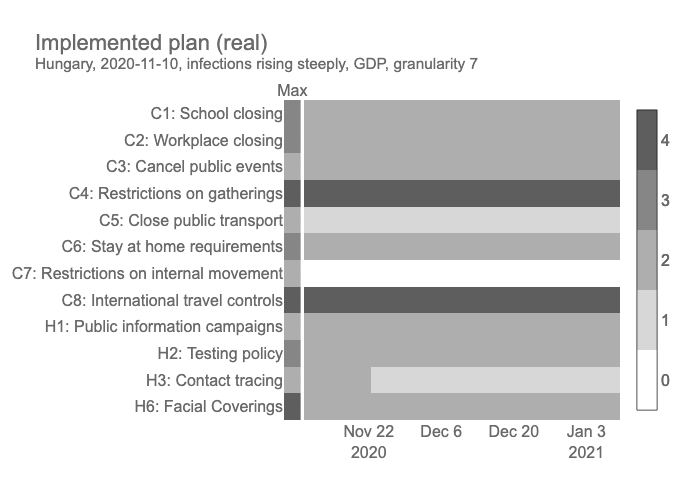 Implemented plan (real)
Hungary, 2020-11-10, infections rising steeply, GDP, granularity 7
Max
C1: School closing
C2: Workplace closing
C3: Cancel public events
C4: Restrictions on gatherings
C5: Close public transport
C6: Stay at home requirements
C7: Restrictions on internal movement
C8: International travel controls
H1: Public information campaigns
H2: Testing policy
H3: Contact tracing
H6: Facial Coverings
4
3
2
1
0
Nov 22 Dec 6 Dec 20 Jan 3
2020 2021